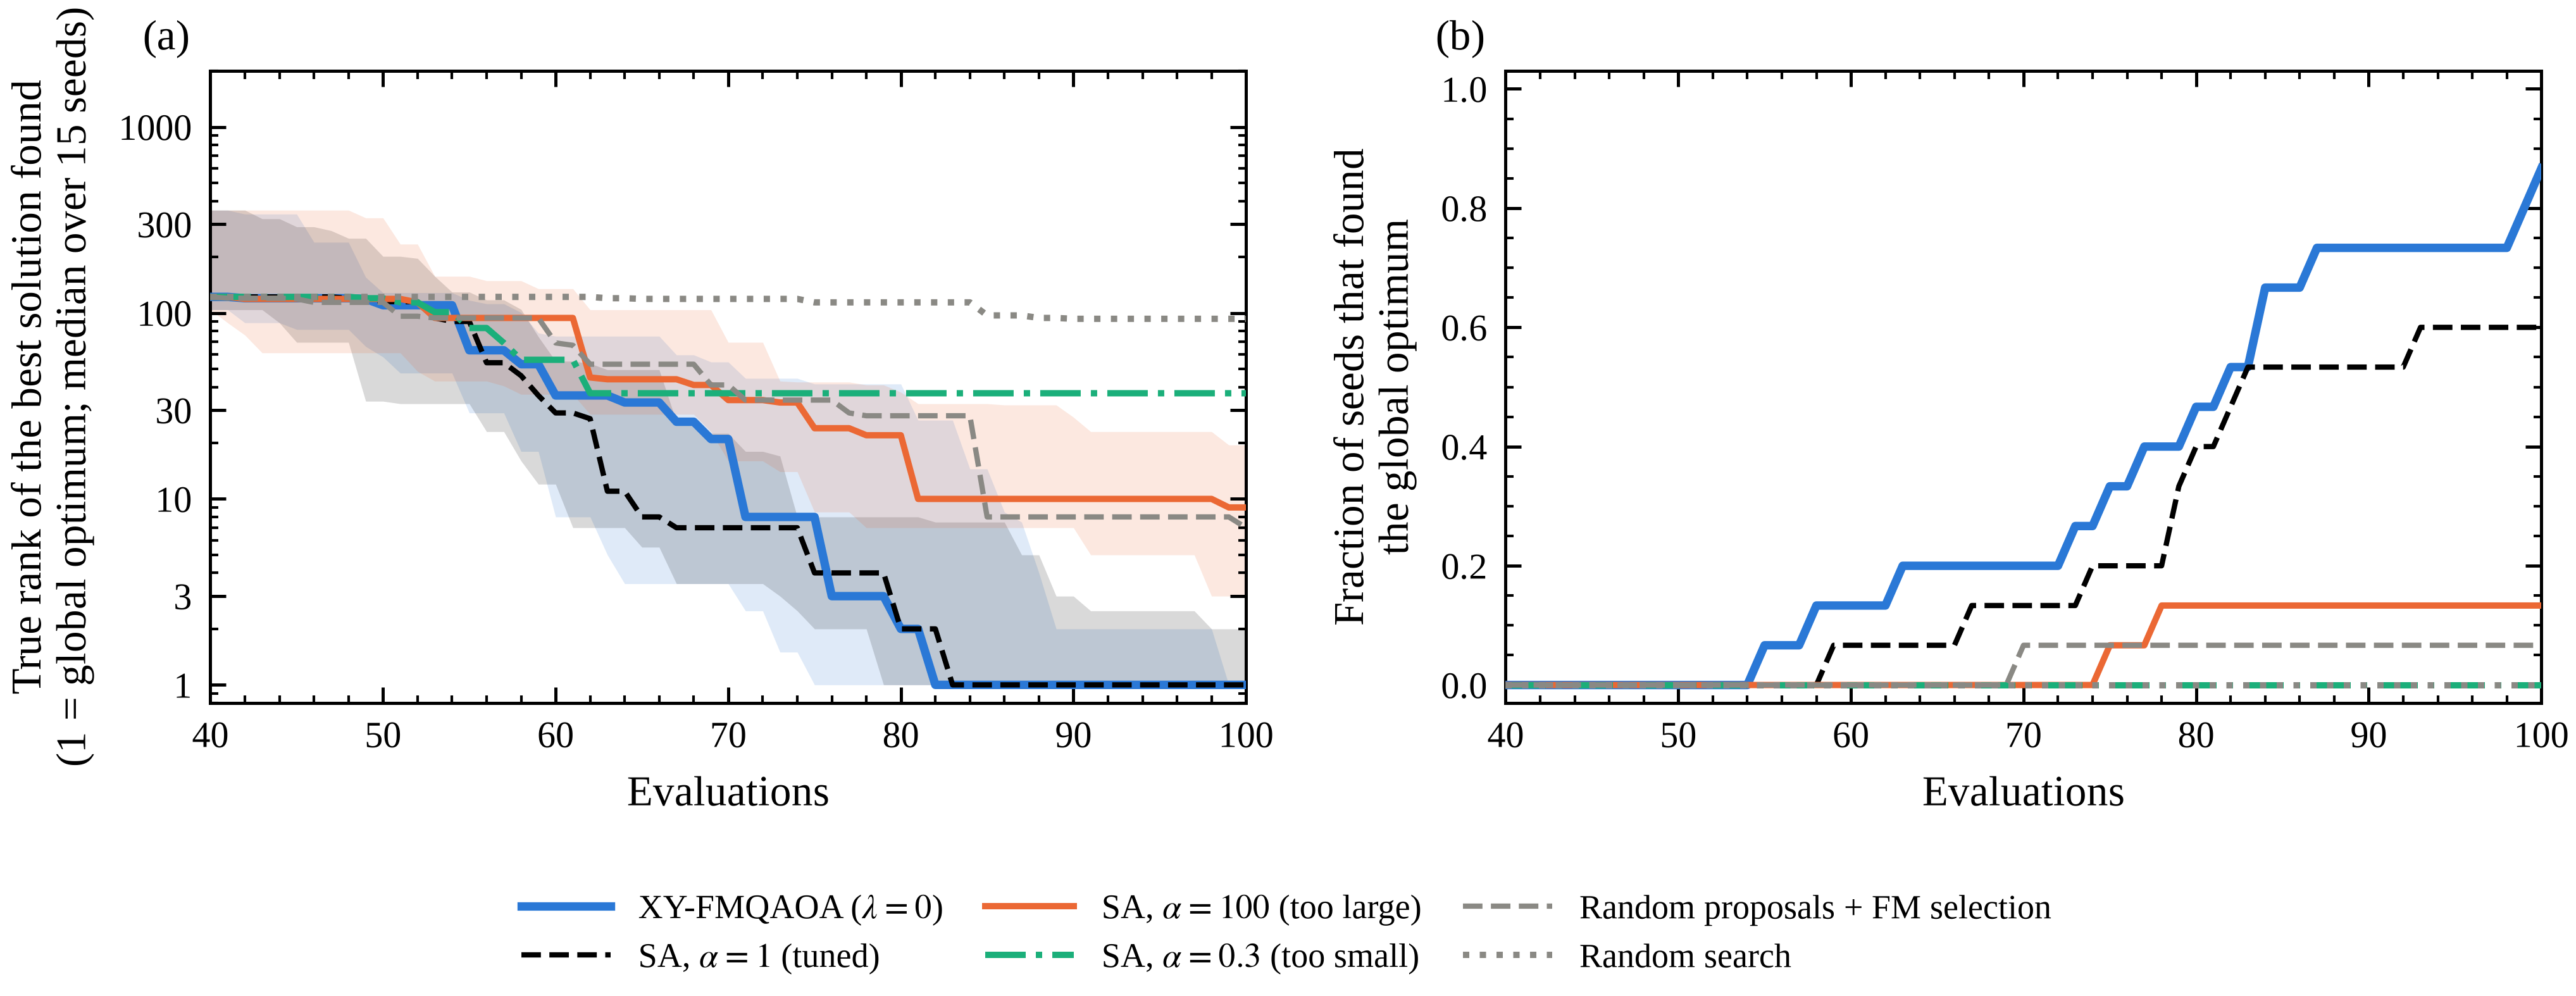 (a)
True rank of the best solution found
(1 = global optimum; median over 15 seeds)
1000
300
100
30
10
3
1
40 50 60 70 80 90 100
Evaluations
(b)
Fraction of seeds that found
the global optimum
1.0
0.8
0.6
0.4
0.2
0.0
40 50 60 70 80 90 100
Evaluations
XY-FMQAOA (λ = 0) SA, α = 100 (too large) Random proposals + FM selection
SA, α = 1 (tuned) SA, α = 0.3 (too small) Random search